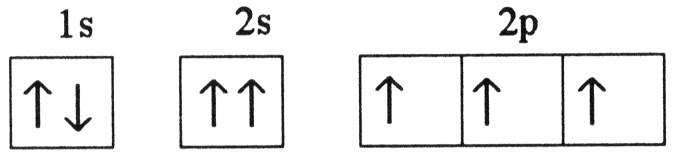 1s 2s 2p
↑↓ ↑↑ ↑ ↑ ↑